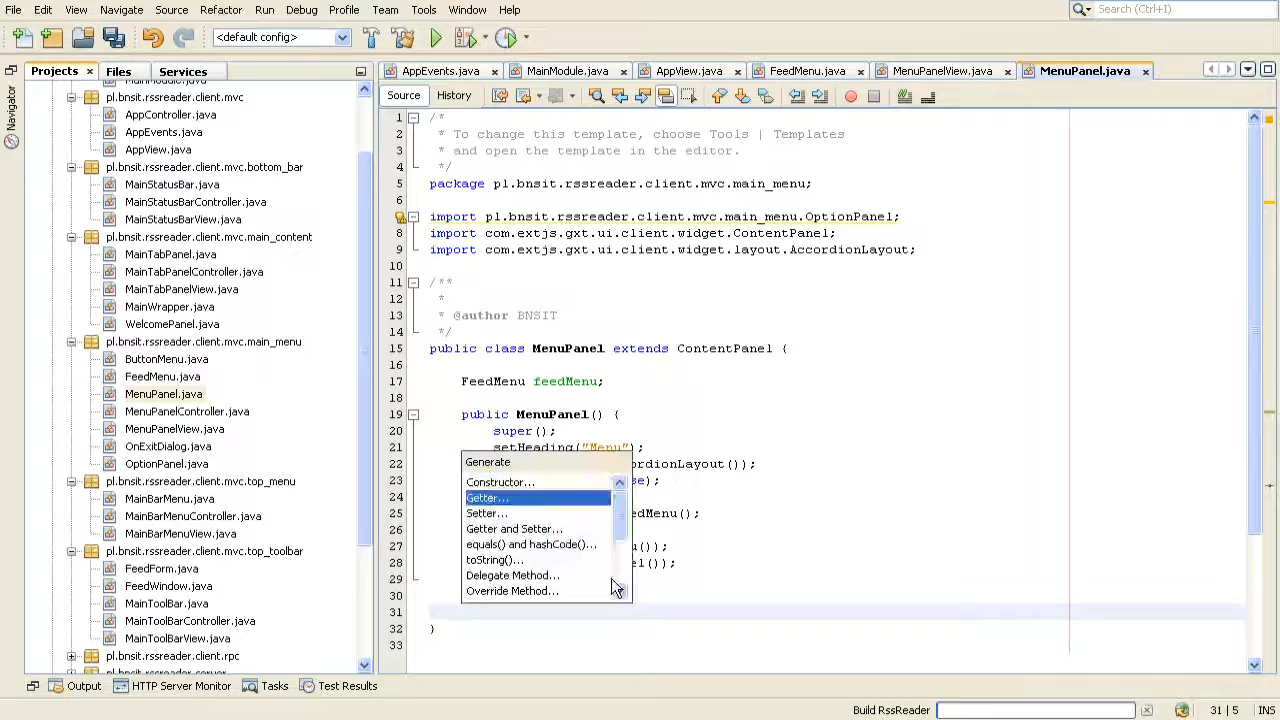 File Edit View Navigate Source Refactor Run Debug Profile Team Tools Window Help
Search (Ctrl+I)
<default config>
Projects Files Services
Navigator
AppEvents.java MainModule.java AppView.java FeedMenu.java MenuPanelView.java MenuPanel.java
Source History
MainModule.java
pl.bnsit.rssreader.client.mvc
AppController.java
AppEvents.java
AppView.java
pl.bnsit.rssreader.client.mvc.bottom_bar
MainStatusBar.java
MainStatusBarController.java
MainStatusBarView.java
pl.bnsit.rssreader.client.mvc.main_content
MainTabPanel.java
MainTabPanelController.java
MainTabPanelView.java
MainWrapper.java
WelcomePanel.java
pl.bnsit.rssreader.client.mvc.main_menu
ButtonMenu.java
FeedMenu.java
MenuPanel.java
MenuPanelController.java
MenuPanelView.java
OnExitDialog.java
OptionPanel.java
pl.bnsit.rssreader.client.mvc.top_menu
MainBarMenu.java
MainBarMenuController.java
MainBarMenuView.java
pl.bnsit.rssreader.client.mvc.top_toolbar
FeedForm.java
FeedWindow.java
MainToolBar.java
MainToolBarController.java
MainToolBarView.java
pl.bnsit.rssreader.client.rpc
pl.bnsit.rssreader.server
1 /*
2 * To change this template, choose Tools | Templates
3 * and open the template in the editor.
4 */
5 package pl.bnsit.rssreader.client.mvc.main_menu;
6
import pl.bnsit.rssreader.client.mvc.main_menu.OptionPanel;
8 import com.extjs.gxt.ui.client.widget.ContentPanel;
9 import com.extjs.gxt.ui.client.widget.layout.AccordionLayout;
10
11 /**
12 *
13 * @author BNSIT
14 */
15 public class MenuPanel extends ContentPanel {
16
17 FeedMenu feedMenu;
18
19 public MenuPanel() {
20 super();
21 setHeading("Menu");
22 ordionLayout());
23 se);
24
25 edMenu();
26
27 u());
28 el());
29
30
31
32 }
33
Generate
Constructor...
Getter...
Setter...
Getter and Setter...
equals() and hashCode()...
toString()...
Delegate Method...
Override Method...
Output HTTP Server Monitor Tasks Test Results
Build RssReader 31 | 5 INS